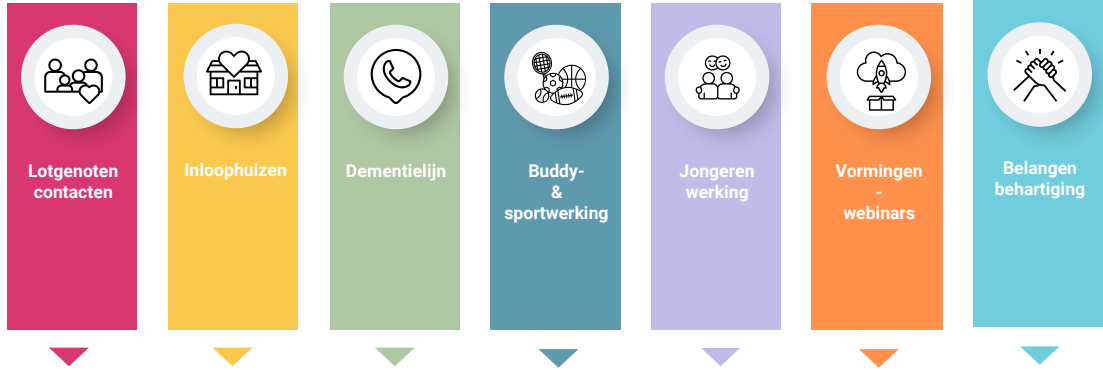 Lotgenoten
contacten
Inloophuizen
Dementielijn
Buddy-
&
sportwerking
Jongeren
werking
Vormingen
-
webinars
Belangen
behartiging